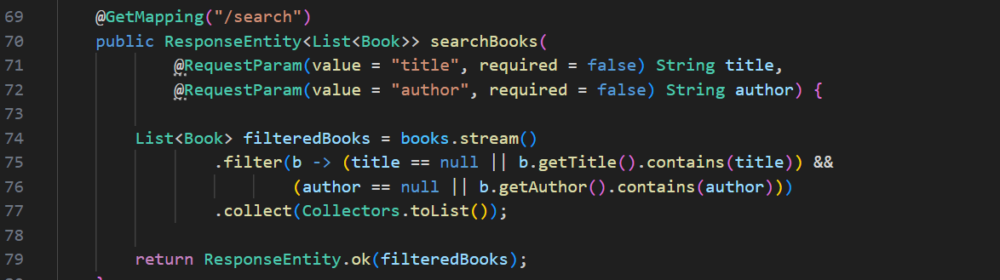 69 @GetMapping("/search")
70 public ResponseEntity<List<Book>> searchBooks(
71 @RequestParam(value = "title", required = false) String title,
72 @RequestParam(value = "author", required = false) String author) {
73
74 List<Book> filteredBooks = books.stream()
75 .filter(b -> (title == null || b.getTitle().contains(title)) &&
76 (author == null || b.getAuthor().contains(author)))
77 .collect(Collectors.toList());
78
79 return ResponseEntity.ok(filteredBooks);